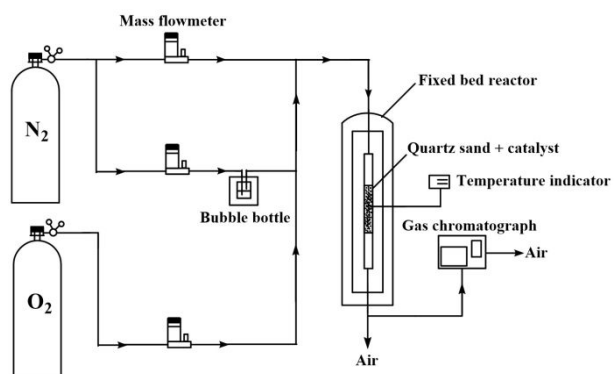 Mass flowmeter
Fixed bed reactor
N2
Quartz sand + catalyst
Temperature indicator
Bubble bottle
Gas chromatograph
Air
O2
Air